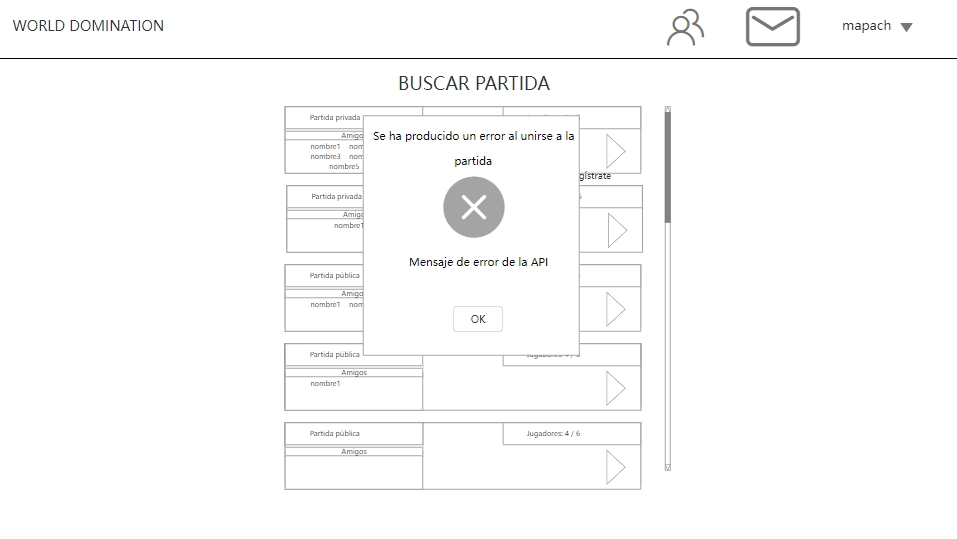 WORLD DOMINATION
mapach
BUSCAR PARTIDA
Partida privada
Amigo
nombre1 nom
nombre3 nom
nombre5
Se ha producido un error al unirse a la
partida
Mensaje de error de la API
OK
gístrate
Partida privada
Amig
nombre1
Partida pública
Amig
nombre1 nom
Partida pública
Jugadores: 4 / 6
Amigos
nombre1
Partida pública
Jugadores: 4 / 6
Amigos